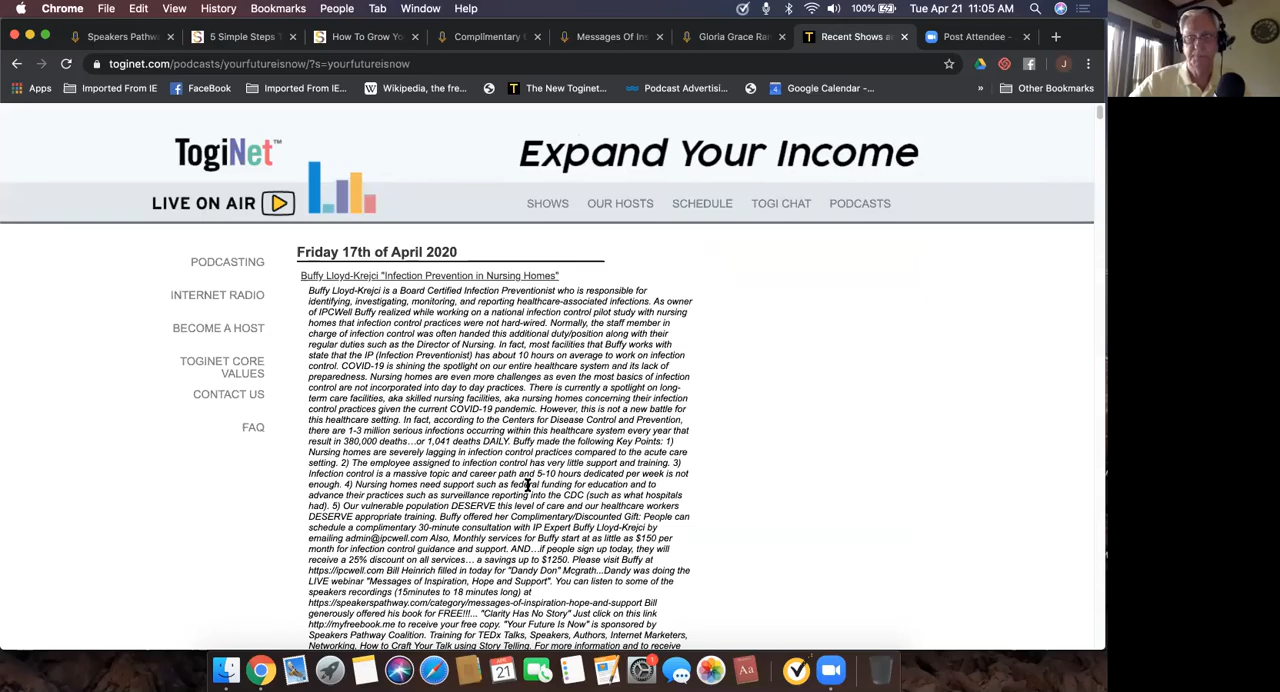 Chrome File Edit View History Bookmarks People Tab Window Help 100% Tue Apr 21 11:05 AM
Speakers Pathw 5 Simple Steps T How To Grow Yo Complimentary Messages Of Ins Gloria Grace Ran Recent Shows a Post Attendee -
toginet.com/podcasts/yourfutureisnow/?s=yourfutureisnow
Apps Imported From IE FaceBook Imported From IE... Wikipedia, the fre... The New Toginet... Podcast Advertisi... Google Calendar -... » Other Bookmarks
TogiNet™
Expand Your Income
LIVE ON AIR
SHOWS OUR HOSTS SCHEDULE TOGI CHAT PODCASTS
PODCASTING
INTERNET RADIO
BECOME A HOST
TOGINET CORE
VALUES
CONTACT US
FAQ
Friday 17th of April 2020
Buffy Lloyd-Krejci "Infection Prevention in Nursing Homes"
Buffy Lloyd-Krejci is a Board Certified Infection Preventionist who is responsible for
identifying, investigating, monitoring, and reporting healthcare-associated infections. As owner
of IPCWell Buffy realized while working on a national infection control pilot study with nursing
homes that infection control practices were not hard-wired. Normally, the staff member in
charge of infection control was often handed this additional duty/position along with their
regular duties such as the Director of Nursing. In fact, most facilities that Buffy works with
state that the IP (Infection Preventionist) has about 10 hours on average to work on infection
control. COVID-19 is shining the spotlight on our entire healthcare system and its lack of
preparedness. Nursing homes are even more challenges as even the most basics of infection
control are not incorporated into day to day practices. There is currently a spotlight on long-
term care facilities, aka skilled nursing facilities, aka nursing homes concerning their infection
control practices given the current COVID-19 pandemic. However, this is not a new battle for
this healthcare setting. In fact, according to the Centers for Disease Control and Prevention,
there are 1-3 million serious infections occurring within this healthcare system every year that
result in 380,000 deaths...or 1,041 deaths DAILY. Buffy made the following Key Points: 1)
Nursing homes are severely lagging in infection control practices compared to the acute care
setting. 2) The employee assigned to infection control has very little support and training. 3)
Infection control is a massive topic and career path and 5-10 hours dedicated per week is not
enough. 4) Nursing homes need support such as federal funding for education and to
advance their practices such as surveillance reporting into the CDC (such as what hospitals
had). 5) Our vulnerable population DESERVE this level of care and our healthcare workers
DESERVE appropriate training. Buffy offered her Complimentary/Discounted Gift: People can
schedule a complimentary 30-minute consultation with IP Expert Buffy Lloyd-Krejci by
emailing admin@ipcwell.com Also, Monthly services for Buffy start at as little as $150 per
month for infection control guidance and support. AND...if people sign up today, they will
receive a 25% discount on all services... a savings up to $1250. Please visit Buffy at
https://ipcwell.com Bill Heinrich filled in today for "Dandy Don" Mcgrath...Dandy was doing the
LIVE webinar "Messages of Inspiration, Hope and Support". You can listen to some of the
speakers recordings (15minutes to 18 minutes long) at
https://speakerspathway.com/category/messages-of-inspiration-hope-and-support Bill
generously offered his book for FREE!!!... "Clarity Has No Story" Just click on this link
http://myfreebook.me to receive your free copy. "Your Future Is Now" is sponsored by
Speakers Pathway Coalition. Training for TEDx Talks, Speakers, Authors, Internet Marketers,
Networking, How to Craft Your Talk using Story Telling. For more information and to receive